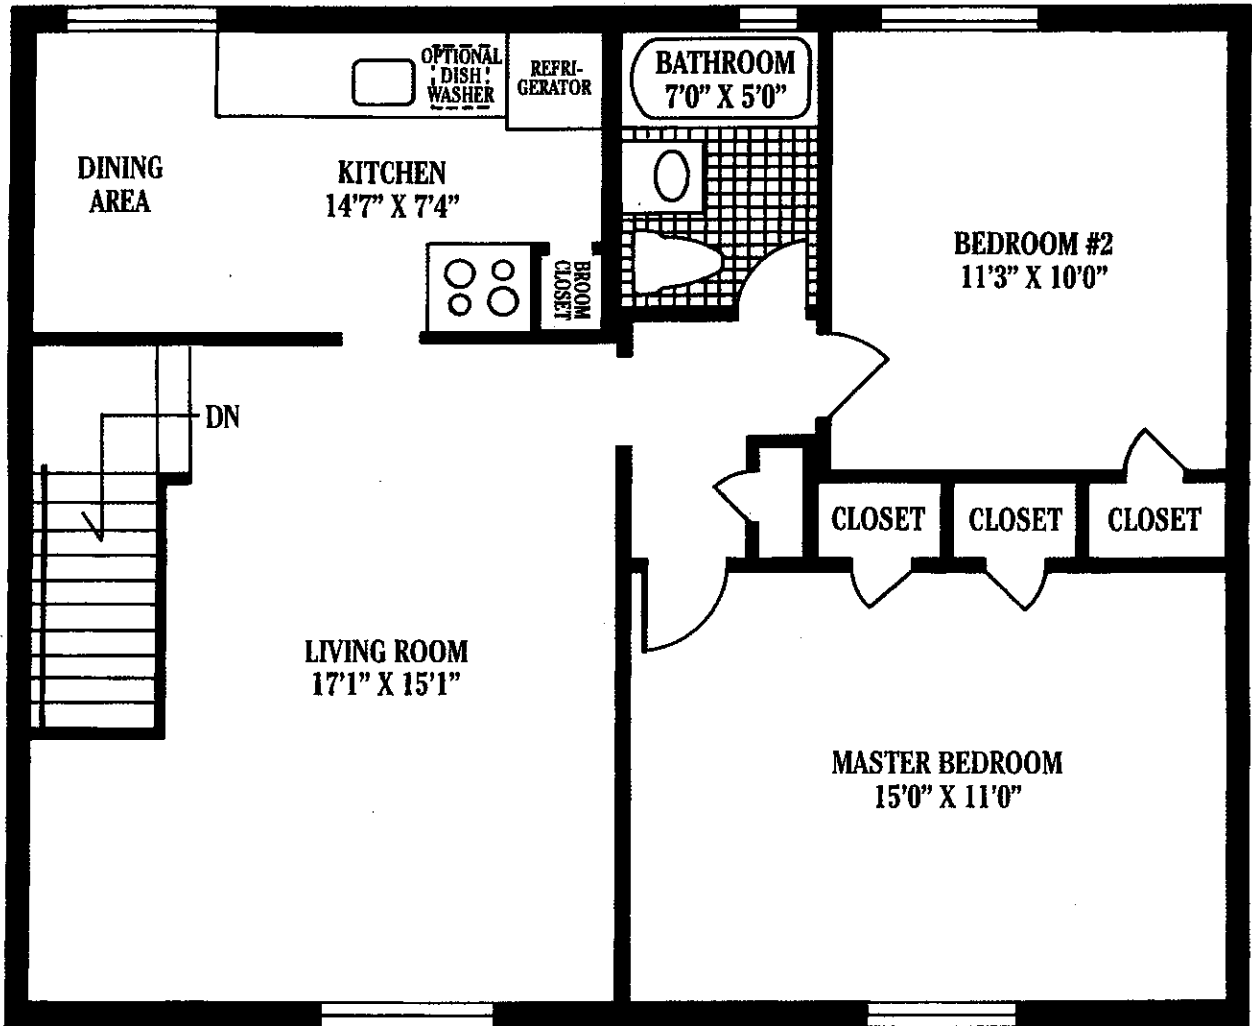 OPTIONAL
DISH
WASHER
REFRI-
GERATOR
BATHROOM
7'0" X 5'0"
DINING
AREA
KITCHEN
14'7" X 7'4"
BEDROOM #2
11'3" X 10'0"
BROOM
CLOSET
DN
CLOSET
CLOSET
CLOSET
LIVING ROOM
17'1" X 15'1"
MASTER BEDROOM
15'0" X 11'0"